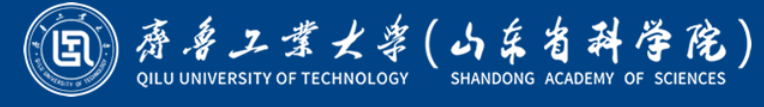 齊鲁工業大學(山东省科学院)
QILU UNIVERSITY OF TECHNOLOGY SHANDONG ACADEMY OF SCIENCES